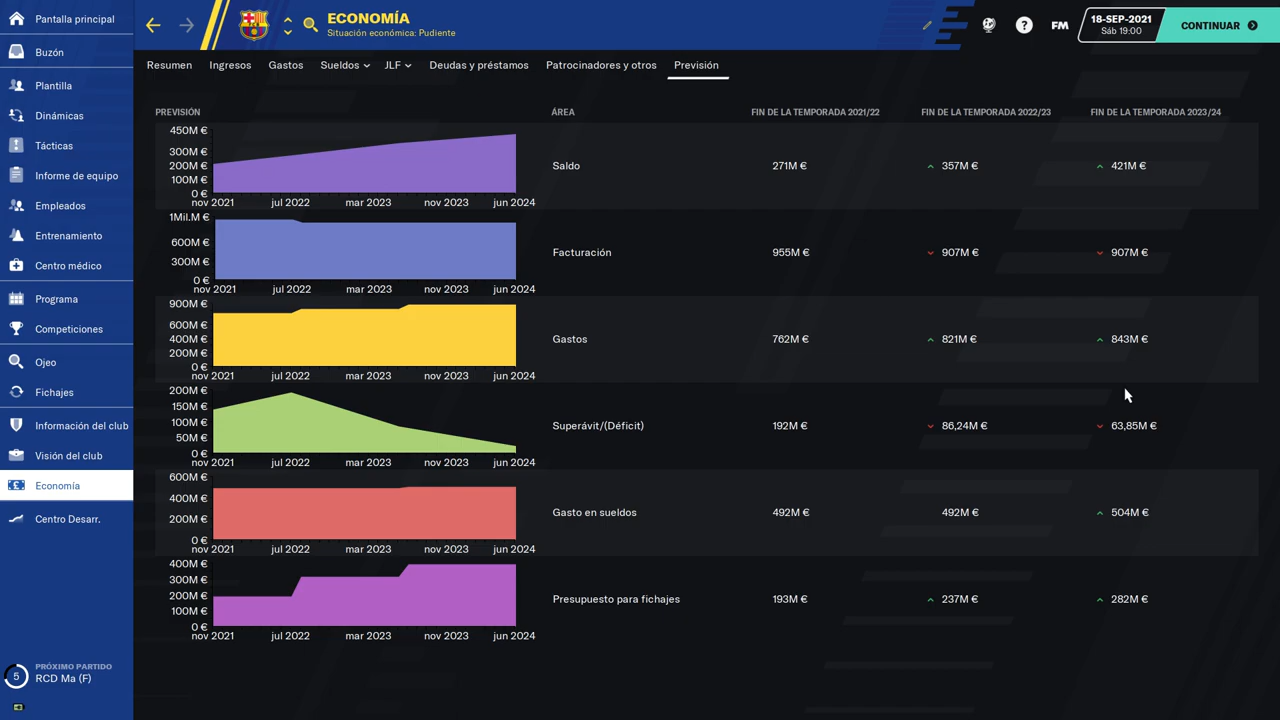 Pantalla principal
Buzón
Plantilla
Dinámicas
Tácticas
Informe de equipo
Empleados
Entrenamiento
Centro médico
Programa
Competiciones
Ojeo
Fichajes
Información del club
Visión del club
Economía
Centro Desarr.
5
PRÓXIMO PARTIDO
RCD Ma (F)
ECONOMÍA
Situación económica: Pudiente
?
FM
18-SEP-2021
Sáb 19:00
CONTINUAR
Resumen Ingresos Gastos Sueldos JLF Deudas y préstamos Patrocinadores y otros Previsión
PREVISIÓN ÁREA FIN DE LA TEMPORADA 2021/22 FIN DE LA TEMPORADA 2022/23 FIN DE LA TEMPORADA 2023/24
450M €
300M €
200M €
100M €
0 €
nov 2021 jul 2022 mar 2023 nov 2023 jun 2024
Saldo 271M € 357M € 421M €
1Mil.M €
600M €
300M €
0 €
nov 2021 jul 2022 mar 2023 nov 2023 jun 2024
Facturación 955M € 907M € 907M €
900M €
600M €
400M €
200M €
0 €
nov 2021 jul 2022 mar 2023 nov 2023 jun 2024
Gastos 762M € 821M € 843M €
200M €
150M €
100M €
50M €
0 €
nov 2021 jul 2022 mar 2023 nov 2023 jun 2024
Superávit/(Déficit) 192M € 86,24M € 63,85M €
600M €
400M €
200M €
0 €
nov 2021 jul 2022 mar 2023 nov 2023 jun 2024
Gasto en sueldos 492M € 492M € 504M €
400M €
300M €
200M €
100M €
0 €
nov 2021 jul 2022 mar 2023 nov 2023 jun 2024
Presupuesto para fichajes 193M € 237M € 282M €